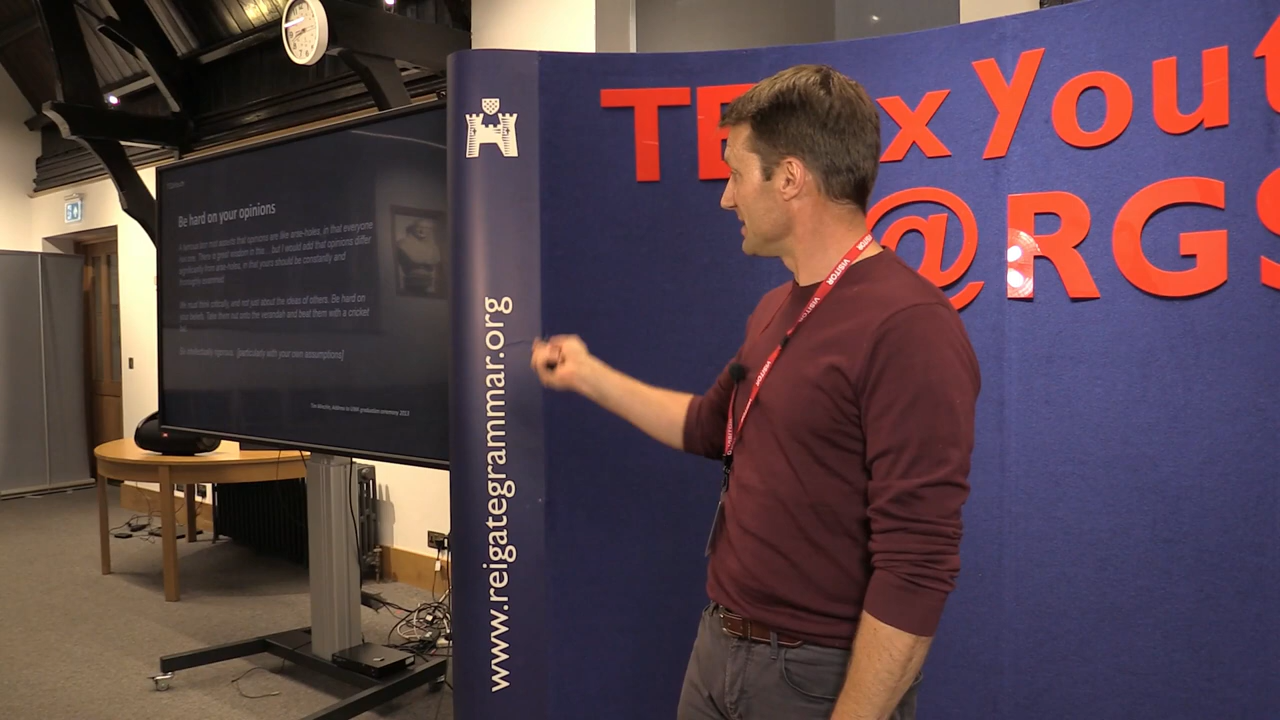 TE x Yout
@RGS
www.reigategrammar.org
VISITOR
VISITOR
Be hard on your opinions
A famous bon mot asserts that opinions are like arse-holes, in that everyone
has one. There is great wisdom in this… but I would add that opinions differ
significantly from arse-holes, in that yours should be constantly and
thoroughly examined.
We must think critically, and not just about the ideas of others. Be hard on
your beliefs. Take them out onto the verandah and beat them with a cricket
bat.
Be intellectually rigorous. [particularly with your own assumptions]
Tim Minchin, Address to UWA graduation ceremony 2013